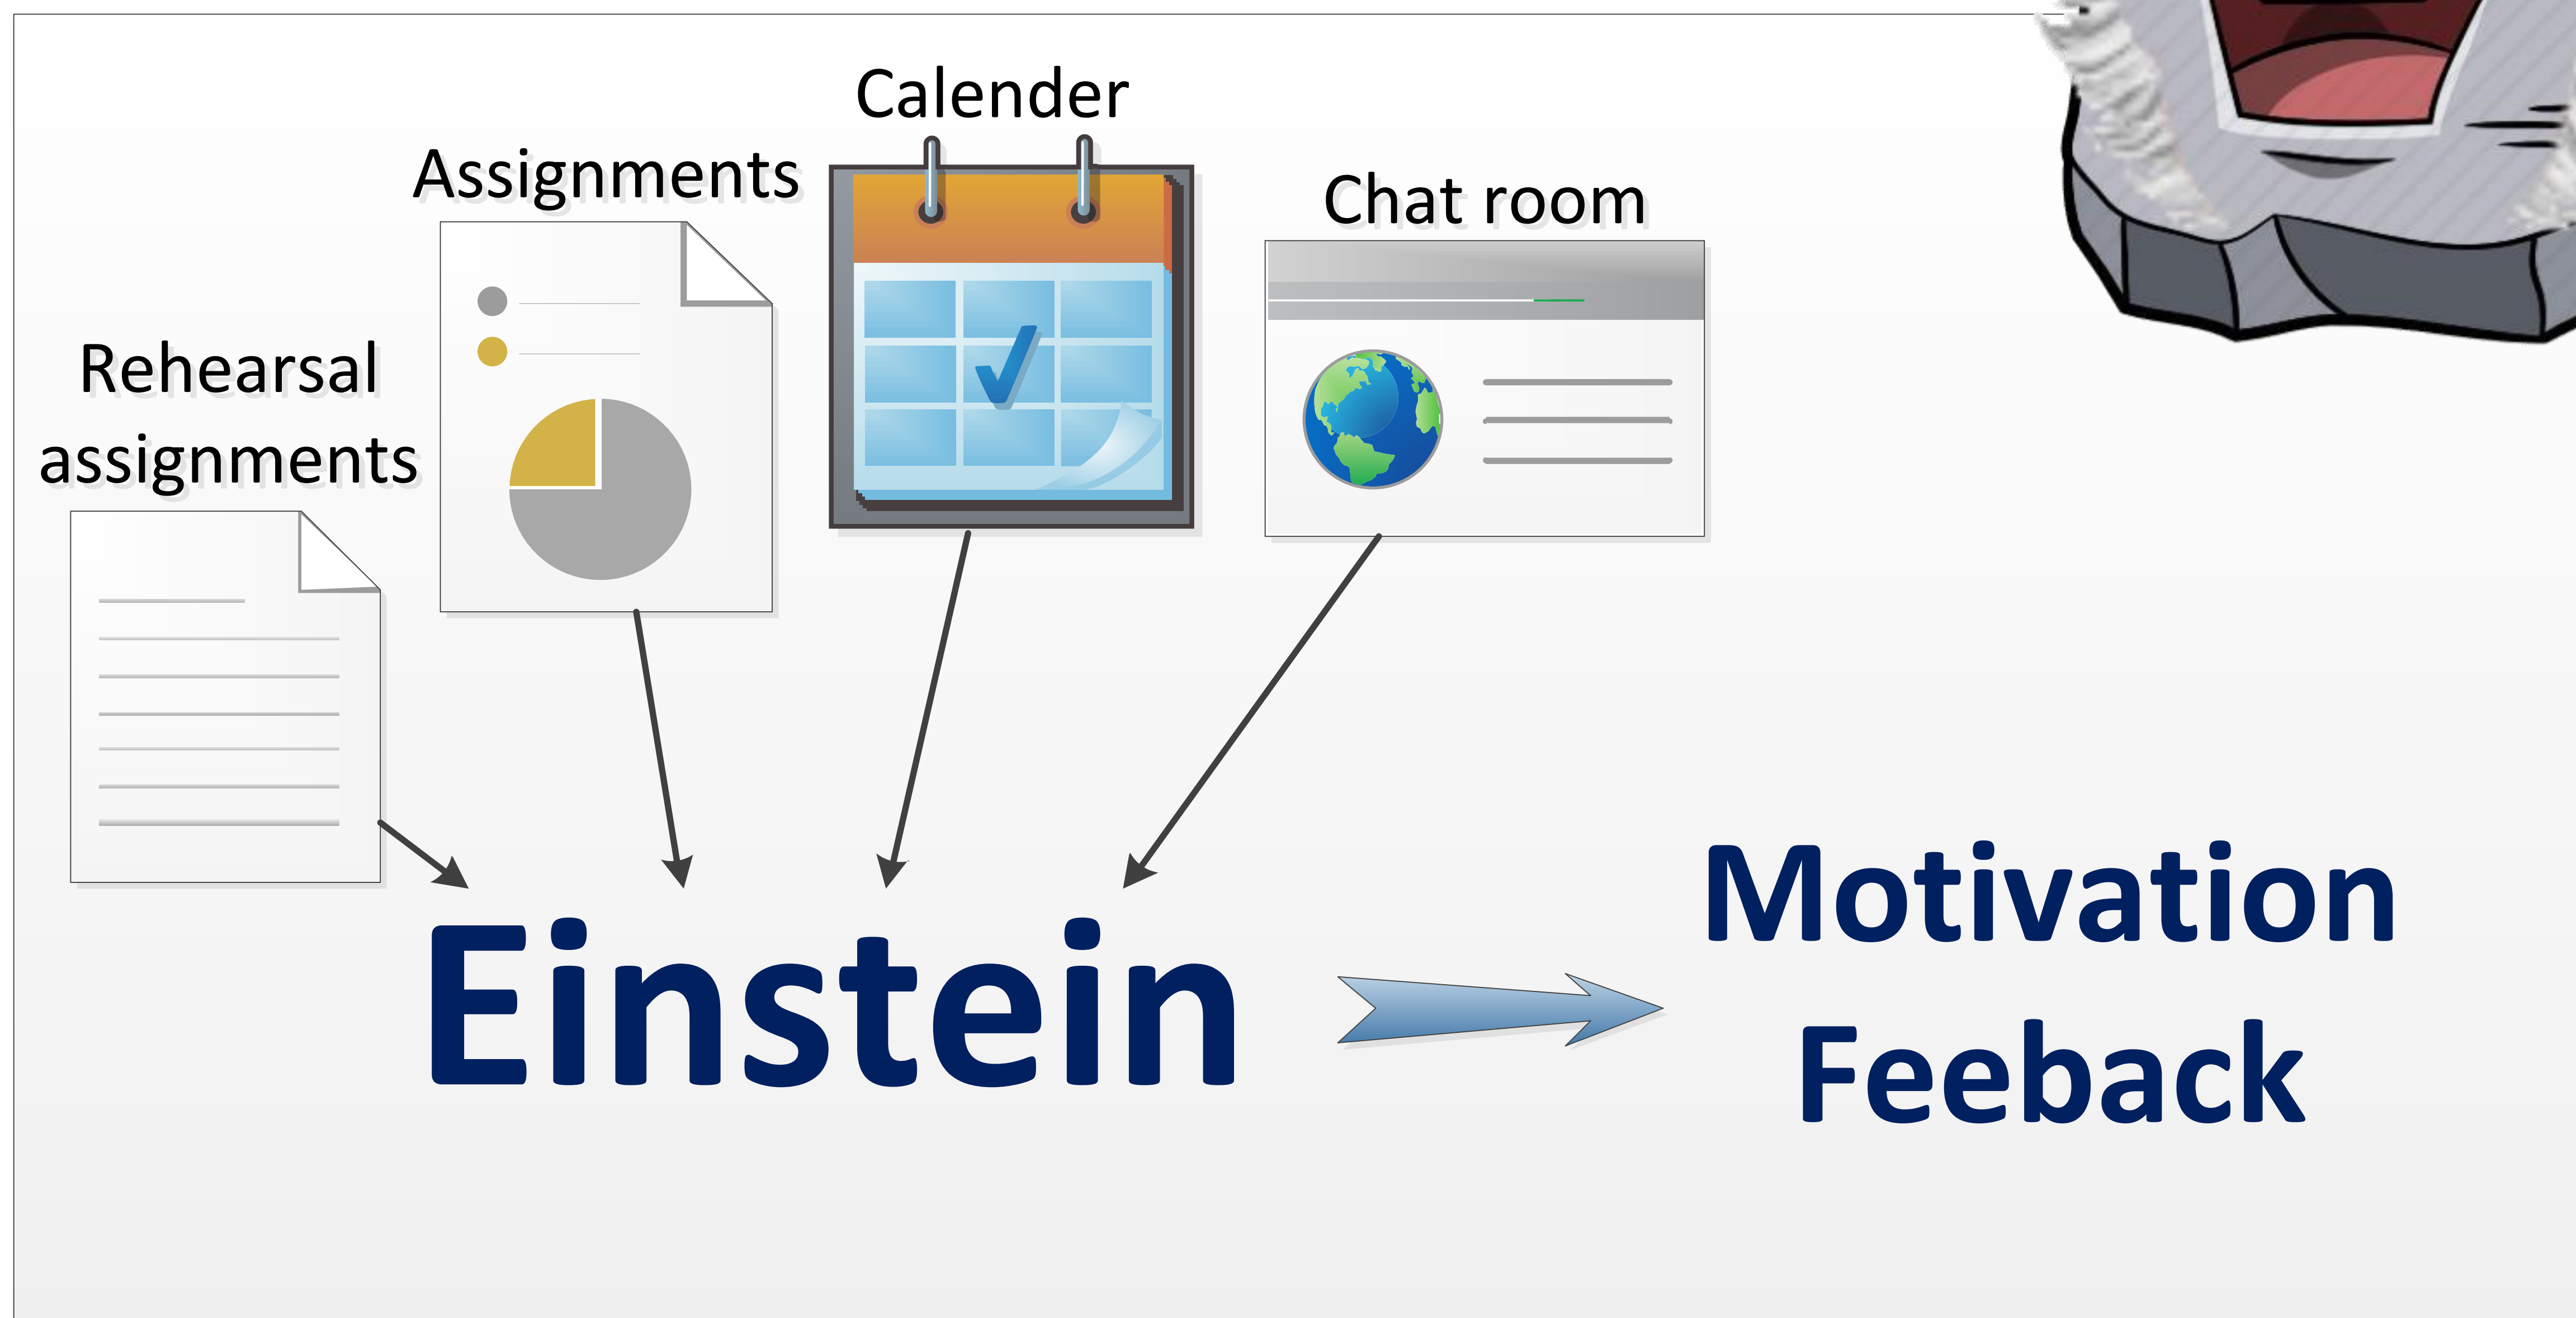 Calender
Assignments
Chat room
Rehearsal
assignments
Einstein
Motivation
Feeback